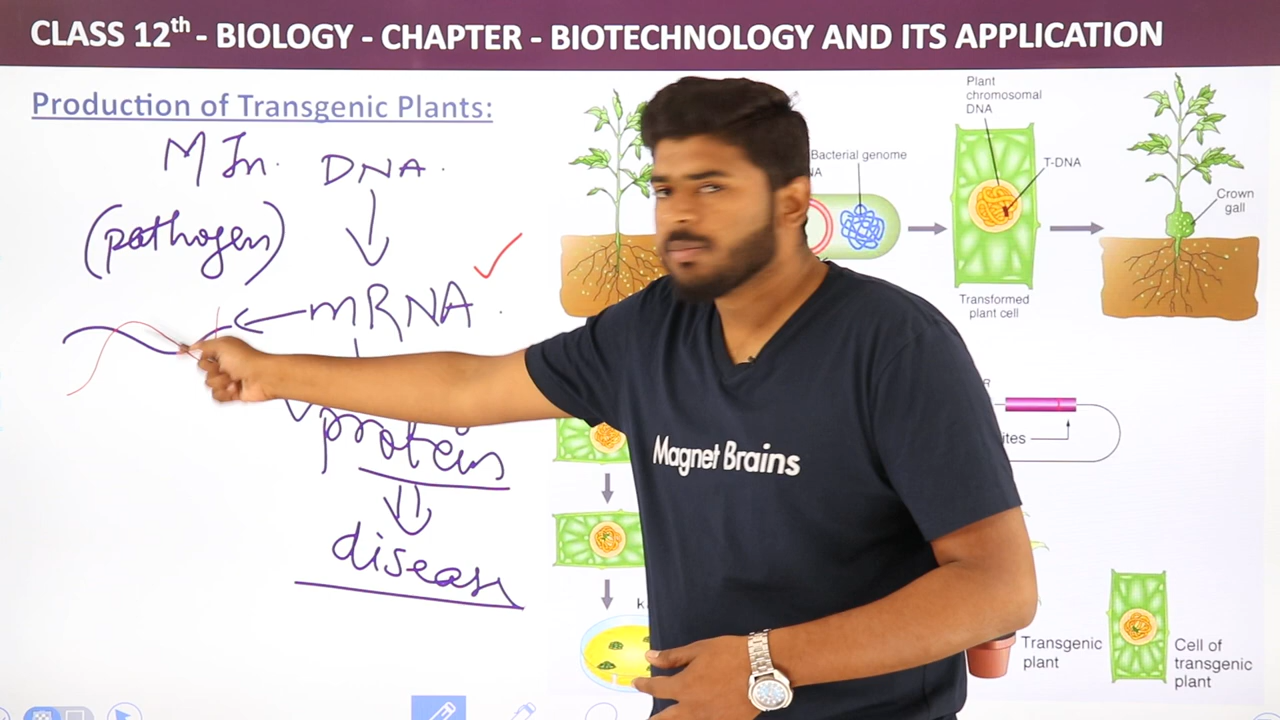 CLASS 12th - BIOLOGY - CHAPTER - BIOTECHNOLOGY AND ITS APPLICATION
Production of Transgenic Plants:
M In.
(pathogen)
DNA.
mRNA.
protein
disease
Plant
chromosomal
DNA
Bacterial genome
T-DNA
Crown
gall
Transformed
plant cell
Magnet Brains
Transgenic
plant
Cell of
transgenic
plant